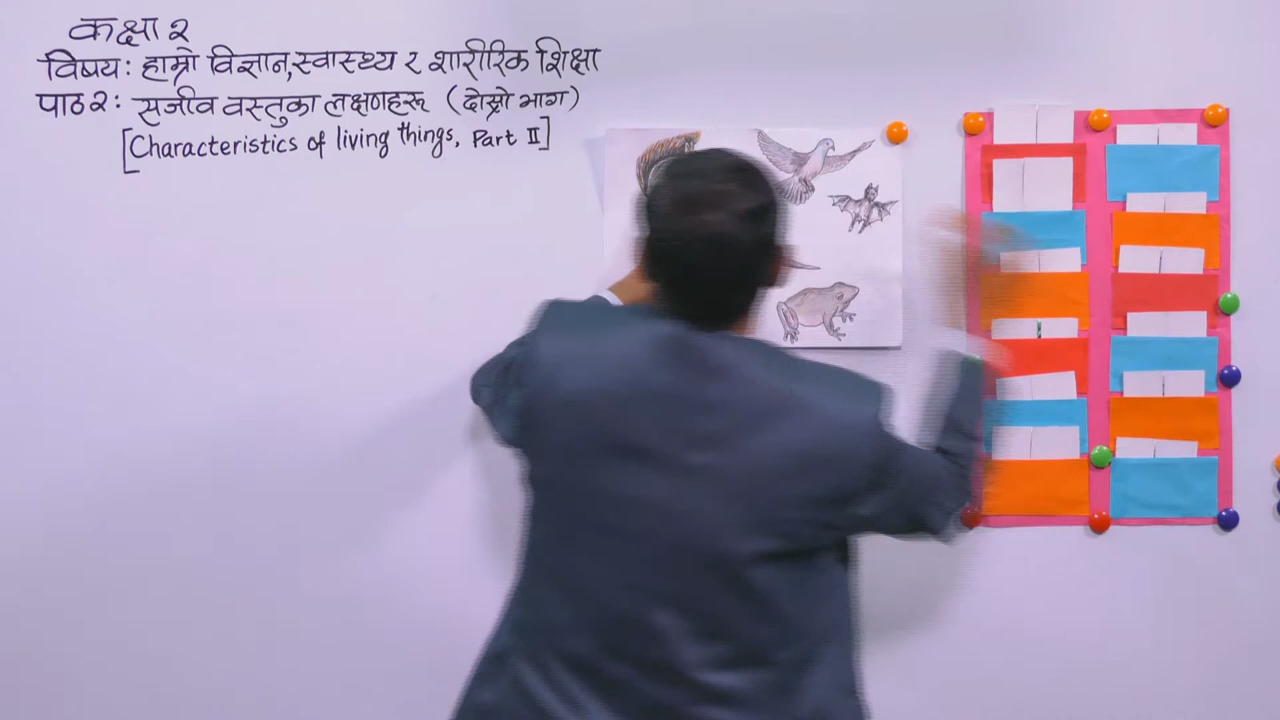 कक्षा २
विषय: हाम्रो विज्ञान, स्वास्थ्य र शारीरिक शिक्षा
पाठ २: सजीव वस्तुका लक्षणहरू (दोस्रो भाग)
[Characteristics of living things, Part II]